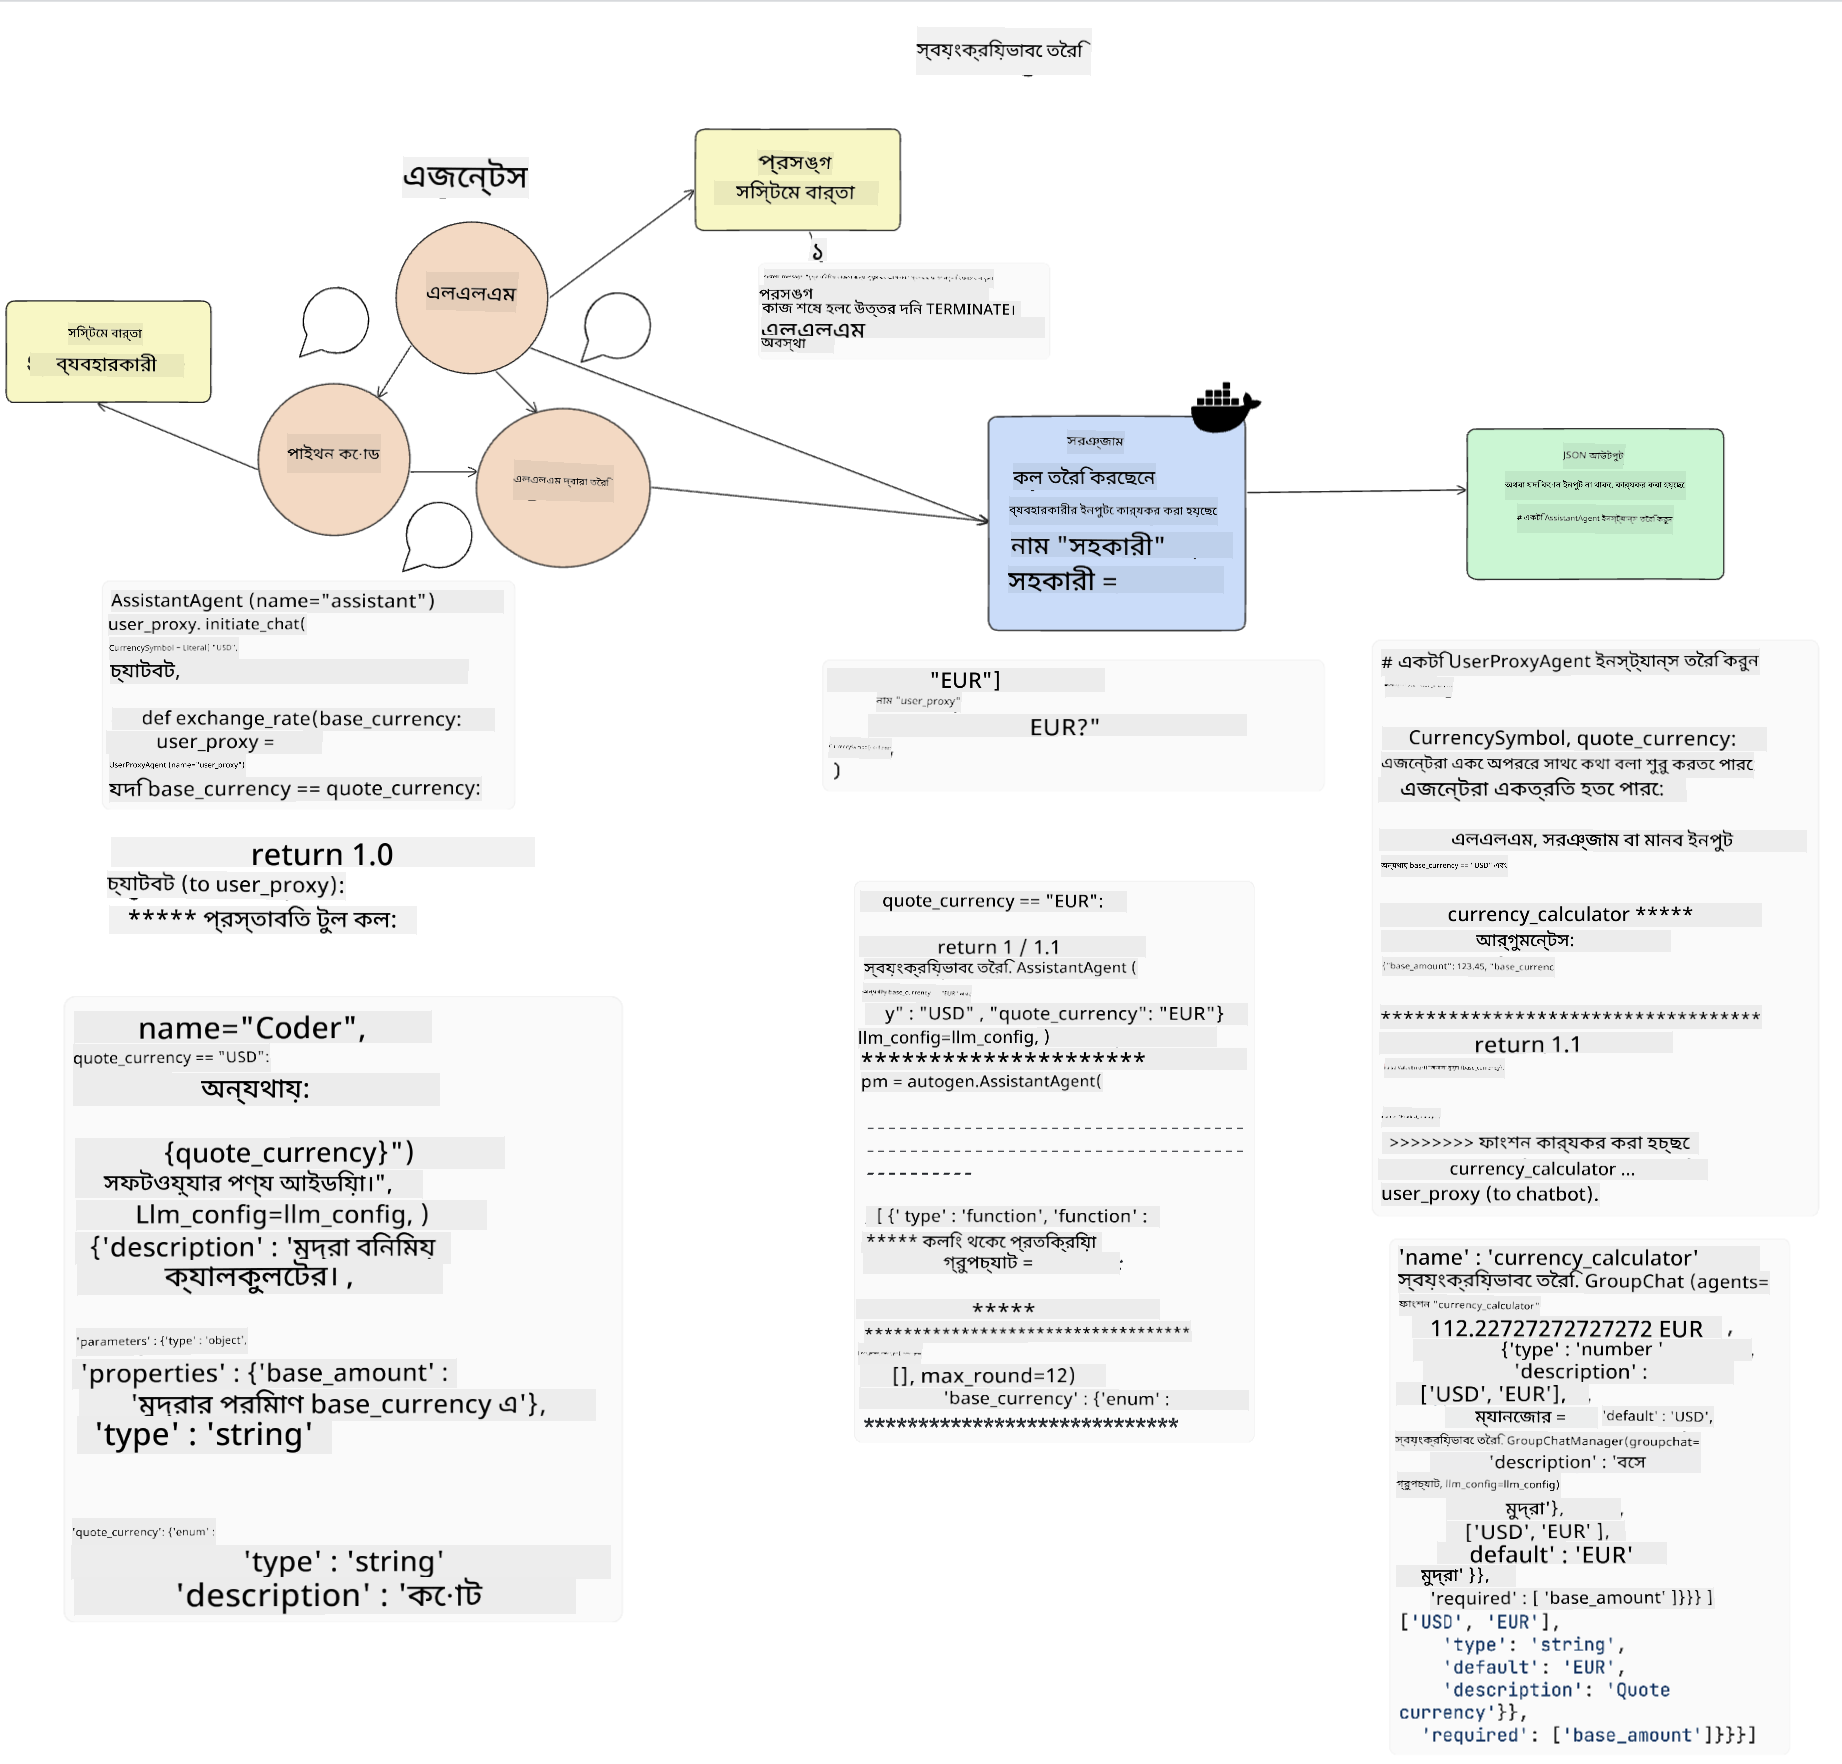 স্বয়ংক্রিয়ভাবে তৈরি
এজেন্টস
প্রসঙ্গ
সিস্টেম বার্তা
১
প্রসঙ্গ
কাজ শেষ হলে উত্তর দিন TERMINATE।
এলএলএম
অবস্থা
এলএলএম
সিস্টেম বার্তা
ব্যবহারকারী
পাইথন কোড
এলএলএম দ্বারা তৈরি
সরঞ্জাম
কল তৈরি করেছেন
ব্যবহারকারীর ইনপুটে কার্যকর করা হয়েছে
নাম "সহকারী"
সহকারী =
JSON আউটপুট
অথবা যদি কোন ইনপুট না থাকে, কার্যকর করা হয়েছে
# একটি AssistantAgent ইনস্ট্যান্স তৈরি করুন
AssistantAgent (name="assistant")
user_proxy. initiate_chat(
CurrencySymbol = Literal[ "USD",
চ্যাটবট,
def exchange_rate(base_currency:
user_proxy =
UserProxyAgent (name="user_proxy")
যদি base_currency == quote_currency:
return 1.0
চ্যাটবট (to user_proxy):
***** প্রস্তাবিত টুল কল:
"EUR"]
নাম "user_proxy"
EUR?"
)
# একটি UserProxyAgent ইনস্ট্যান্স তৈরি করুন
CurrencySymbol, quote_currency:
এজেন্টরা একে অপরের সাথে কথা বলা শুরু করতে পারে
এজেন্টরা একত্রিত হতে পারে:
এলএলএম, সরঞ্জাম বা মানব ইনপুট
অন্যথায় base_currency == "USD" এবং
currency_calculator *****
আর্গুমেন্টস:
{"base_amount": 123.45, "base_currenc
**********************************
return 1.1
>>>>>>>> ফাংশন কার্যকর করা হচ্ছে
currency_calculator ...
user_proxy (to chatbot).
quote_currency == "EUR":
return 1 / 1.1
স্বয়ংক্রিয়ভাবে তৈরি. AssistantAgent (
y" : "USD" , "quote_currency": "EUR"}
llm_config=llm_config, )
*********************
pm = autogen.AssistantAgent(
----------------------------------
----------------------------------
----------
[ {' type' : 'function', 'function' :
***** কলিং থেকে প্রতিক্রিয়া
গ্রুপচ্যাট =
*****
**********************************
[], max_round=12)
'base_currency' : {'enum' :
*****************************
name="Coder",
quote_currency == "USD":
অন্যথায়:
{quote_currency}")
সফটওয়্যার পণ্য আইডিয়া।",
Llm_config=llm_config, )
{'description' : 'মুদ্রা বিনিময়
ক্যালকুলেটর। ,
'parameters' : {'type' : 'object',
'properties' : {'base_amount' :
'মুদ্রার পরিমাণ base_currency এ'},
'type' : 'string'
'quote_currency': {'enum' :
'type' : 'string'
'description' : 'কোট
'name' : 'currency_calculator'
স্বয়ংক্রিয়ভাবে তৈরি. GroupChat (agents=
ফাংশন "currency_calculator"
112.22727272727272 EUR
{'type' : 'number '
'description' :
['USD', 'EUR'],
ম্যানেজার = 'default' : 'USD',
স্বয়ংক্রিয়ভাবে তৈরি. GroupChatManager(groupchat=
'description' : 'বেস
গ্রুপচ্যাট, llm_config=llm_config)
মুদ্রা'},
['USD', 'EUR' ],
default' : 'EUR'
মুদ্রা' }},
'required' : [ 'base_amount' ]}}} ]
['USD', 'EUR'],
'type': 'string',
'default': 'EUR',
'description': 'Quote
currency'}},
'required': ['base_amount']}}}]